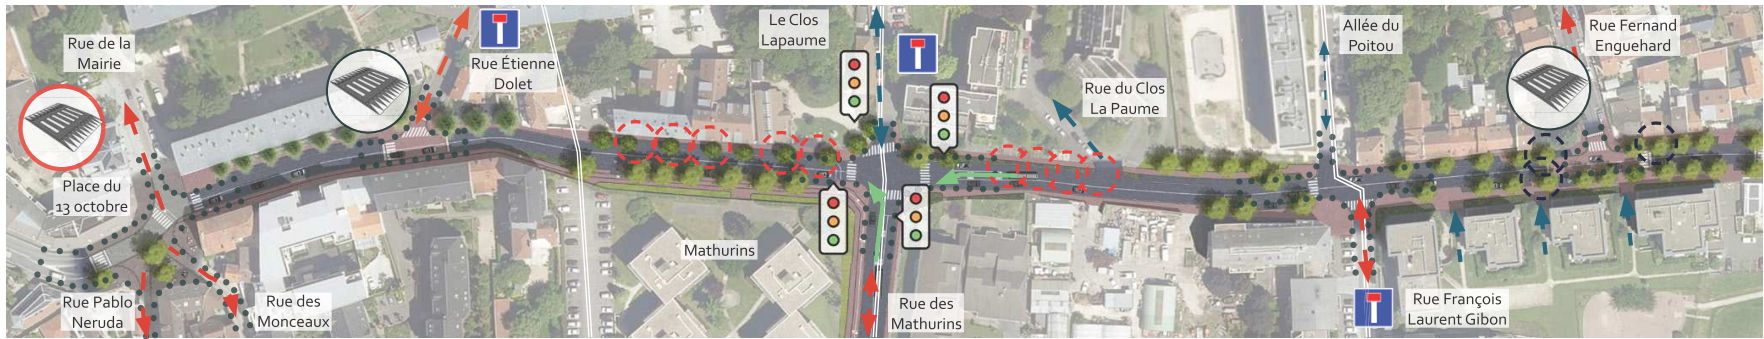 Rue de la
Mairie
Place du
13 octobre
Rue Pablo
Neruda
Rue des
Monceaux
Rue Étienne
Dolet
Mathurins
Le Clos
Lapaume
Rue des
Mathurins
Rue du Clos
La Paume
Allée du
Poitou
Rue François
Laurent Gibon
Rue Fernand
Enguehard